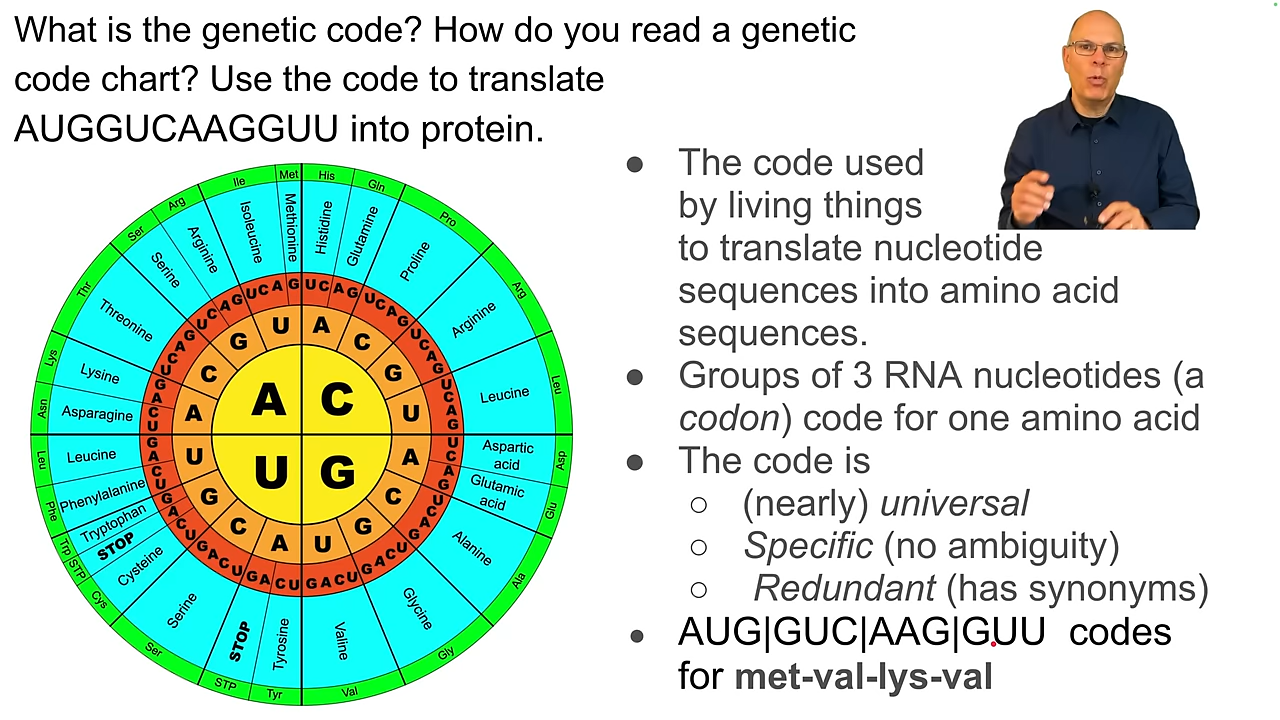 What is the genetic code? How do you read a genetic
code chart? Use the code to translate
AUGGUCAAGGUU into protein.
● The code used
by living things
to translate nucleotide
sequences into amino acid
sequences.
● Groups of 3 RNA nucleotides (a
codon) code for one amino acid
● The code is
○ (nearly) universal
○ Specific (no ambiguity)
○ Redundant (has synonyms)
● AUG|GUC|AAG|GUU codes
for met-val-lys-val
A C
U G
A C G U
A C G U
A C G U
A C G U
U C A G U C A G U C A G U C A G
U C A G U C A G U C A G U C A G
U C A G U C A G U C A G U C A G
U C A G U C A G U C A G U C A G
Histidine
Glutamine
Proline
Arginine
Leucine
Aspartic
acid
Glutamic
acid
Alanine
Glycine
Valine
Tyrosine
STOP
Serine
Cysteine
STOP
Tryptophan
Phenylalanine
Leucine
Asparagine
Lysine
Threonine
Serine
Arginine
Isoleucine
Methionine
His
Gln
Pro
Arg
Leu
Asp
Glu
Ala
Gly
Val
Tyr
STP
Ser
Cys
STP
Trp
Phe
Leu
Asn
Lys
Thr
Ser
Arg
Ile
Met